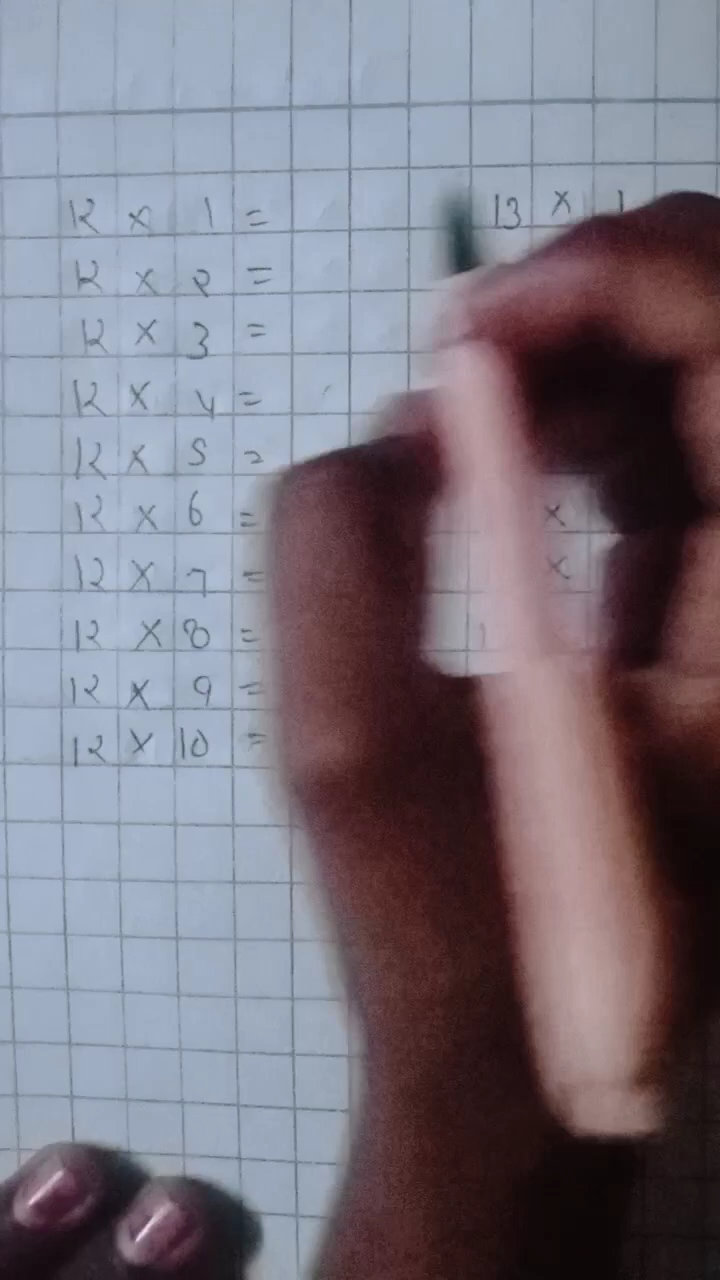 12 × 1 = 13 × 1
12 × 2 =
12 × 3 =
12 × 4 =
12 × 5 =
12 × 6 = ×
12 × 7 = ×
12 × 8 =
12 × 9 =
12 × 10 =